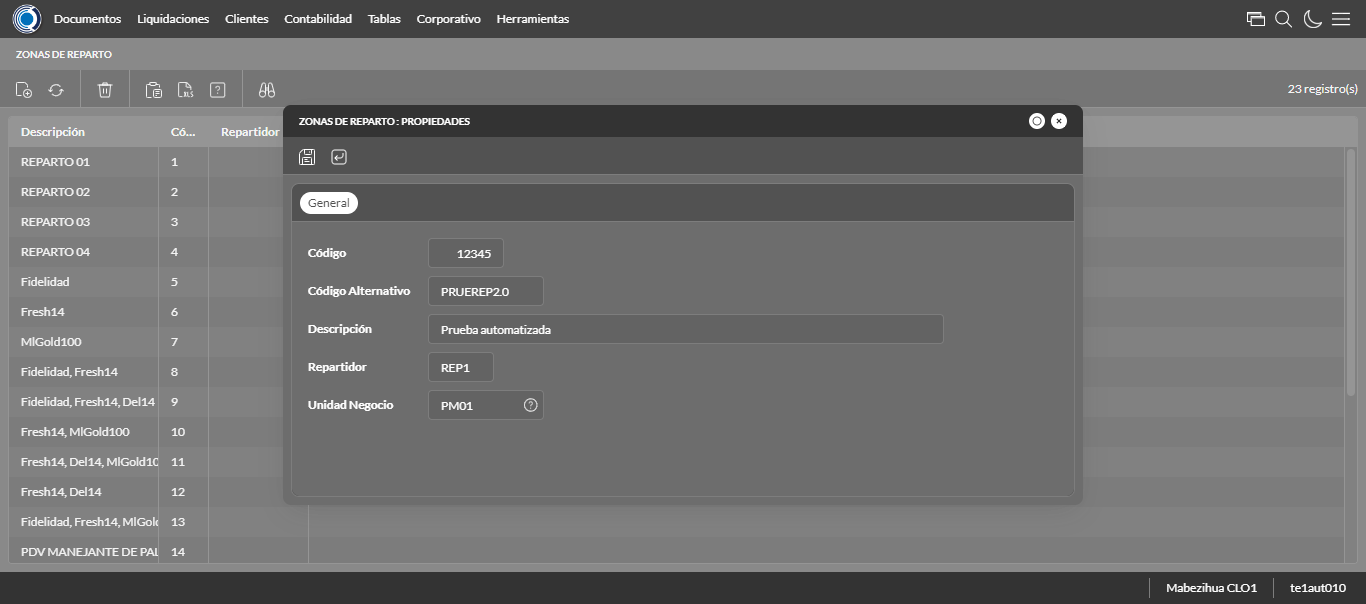 Documentos Liquidaciones Clientes Contabilidad Tablas Corporativo Herramientas
ZONAS DE REPARTO
XLS ? 23 registro(s)
Descripción Có... Repartidor
REPARTO 01 1
REPARTO 02 2
REPARTO 03 3
REPARTO 04 4
Fidelidad 5
Fresh14 6
MlGold100 7
Fidelidad, Fresh14 8
Fidelidad, Fresh14, Del14 9
Fresh14, MlGold100 10
Fresh14, Del14, MlGold10 11
Fresh14, Del14 12
Fidelidad, Fresh14, MlGol 13
PDV MANEJANTE DE PAL 14
ZONAS DE REPARTO : PROPIEDADES
General
Código 12345
Código Alternativo PRUEREP2.0
Descripción Prueba automatizada
Repartidor REP1
Unidad Negocio PM01 ?
Mabezihua CLO1 te1aut010